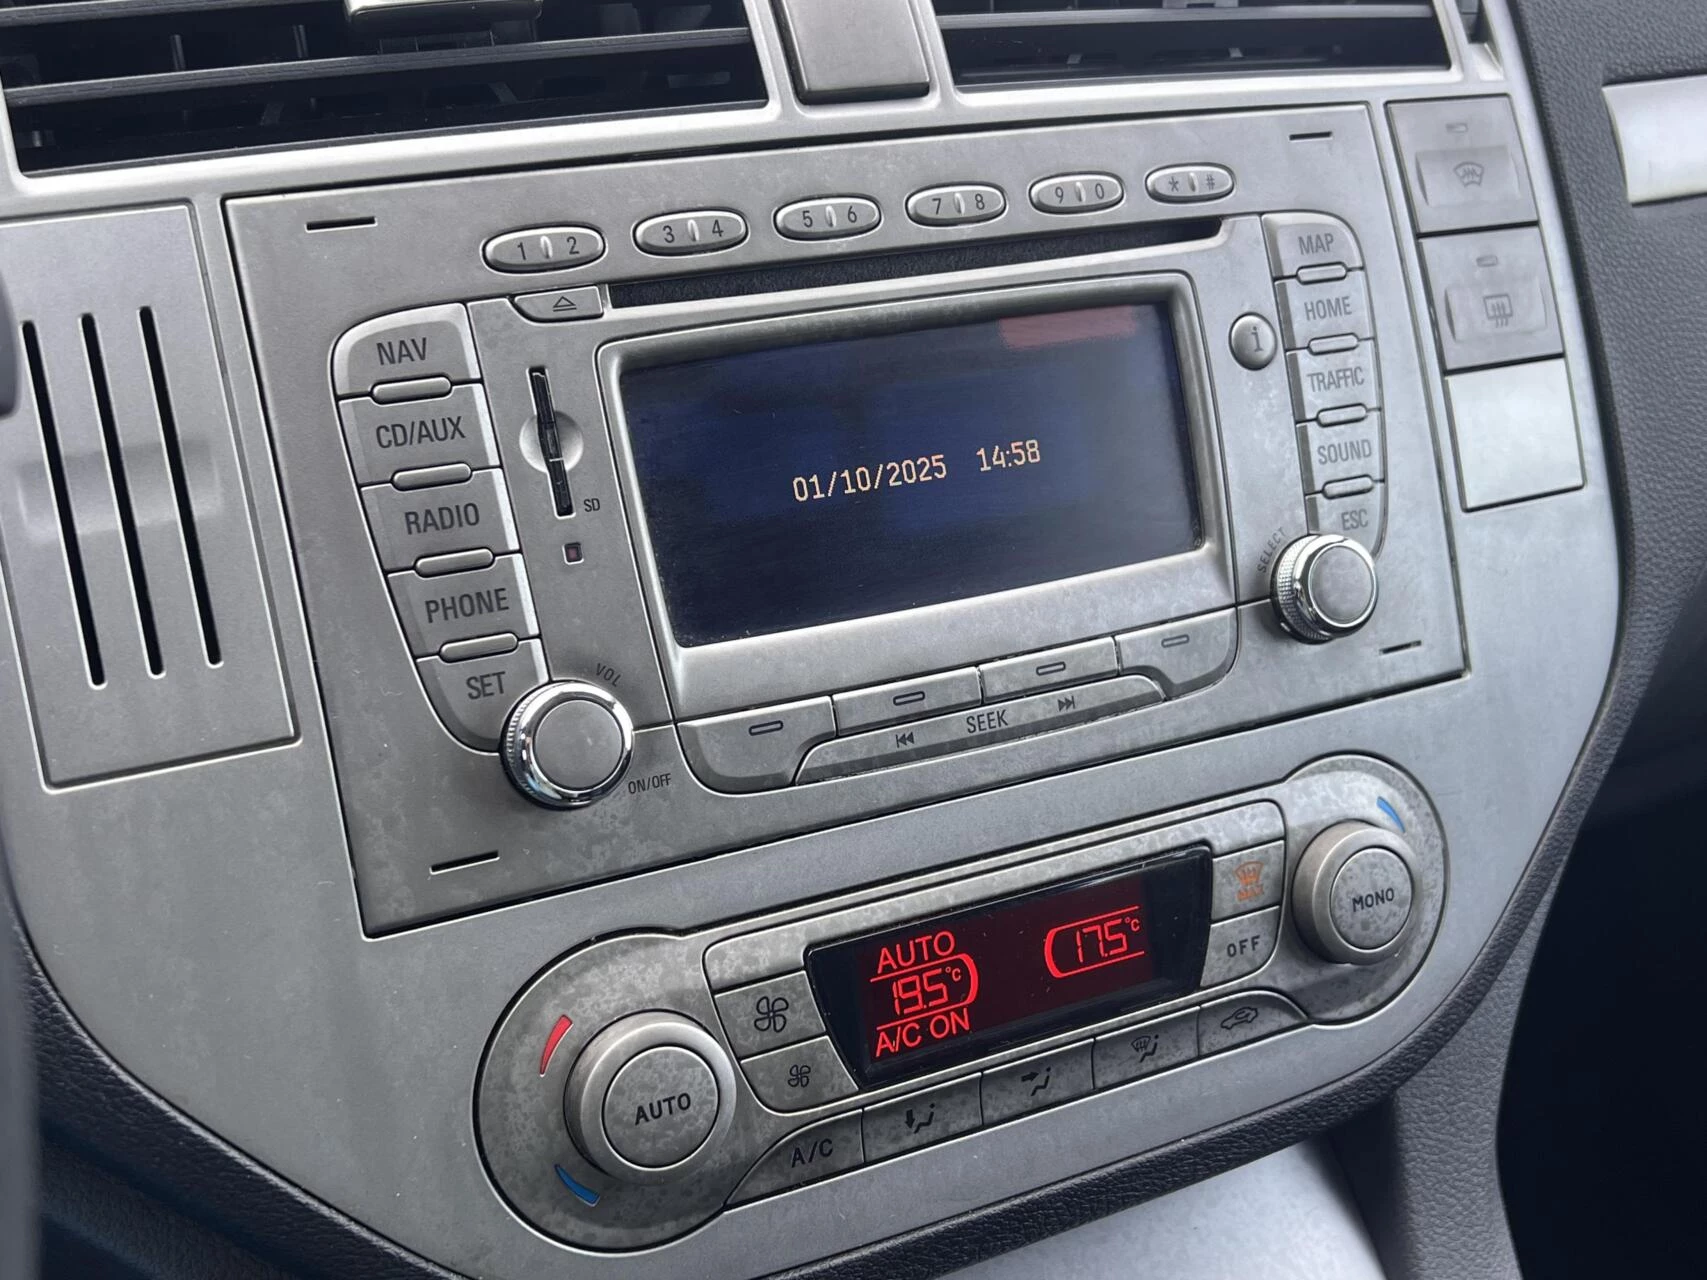 1 2 3 4 5 6 7 8 9 0 * #
MAP
NAV
HOME
i
CD/AUX
TRAFFIC
01/10/2025 14:58
SOUND
SD
RADIO
ESC
SELECT
PHONE
SET
VOL
SEEK
ON/OFF
MAX
MONO
OFF
AUTO
19.5°C
17.5°C
A/C ON
AUTO
A/C